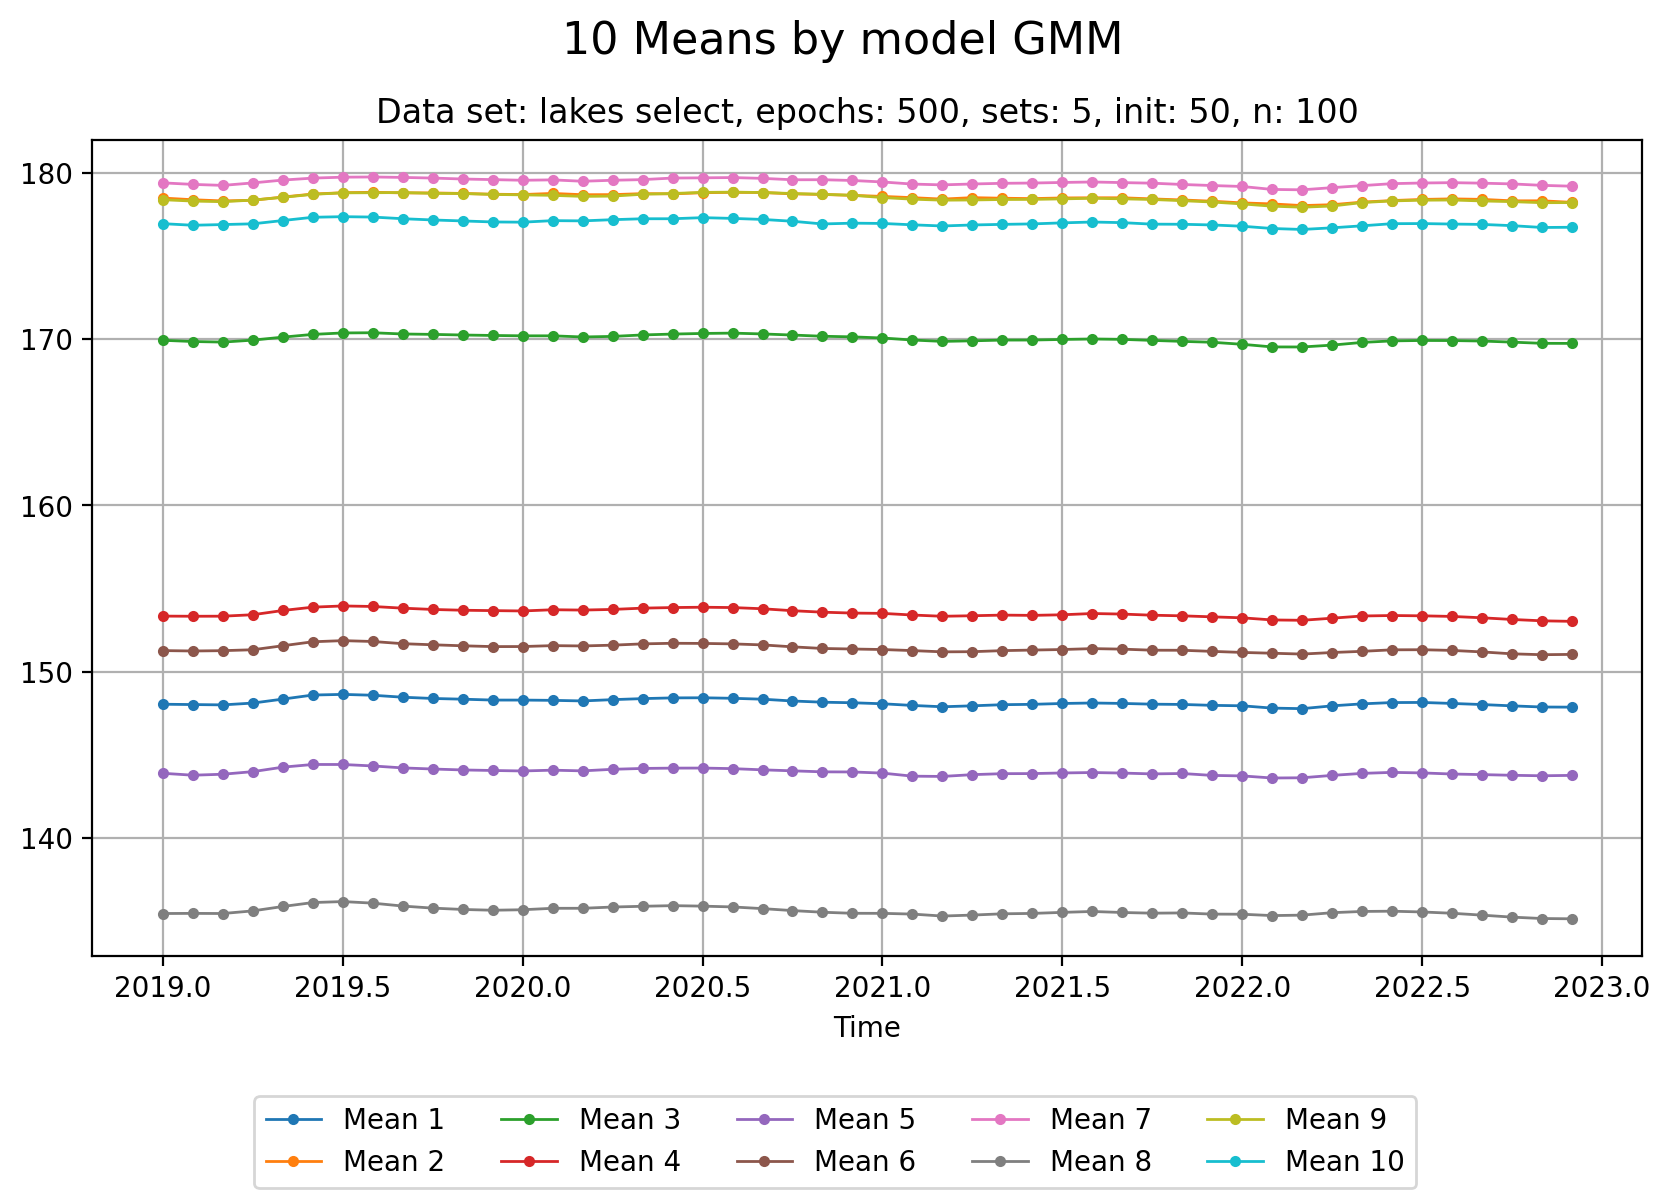 10 Means by model GMM
Data set: lakes select, epochs: 500, sets: 5, init: 50, n: 100
180
170
160
150
140
2019.0 2019.5 2020.0 2020.5 2021.0 2021.5 2022.0 2022.5 2023.0
Time
Mean 1 Mean 3 Mean 5 Mean 7 Mean 9
Mean 2 Mean 4 Mean 6 Mean 8 Mean 10